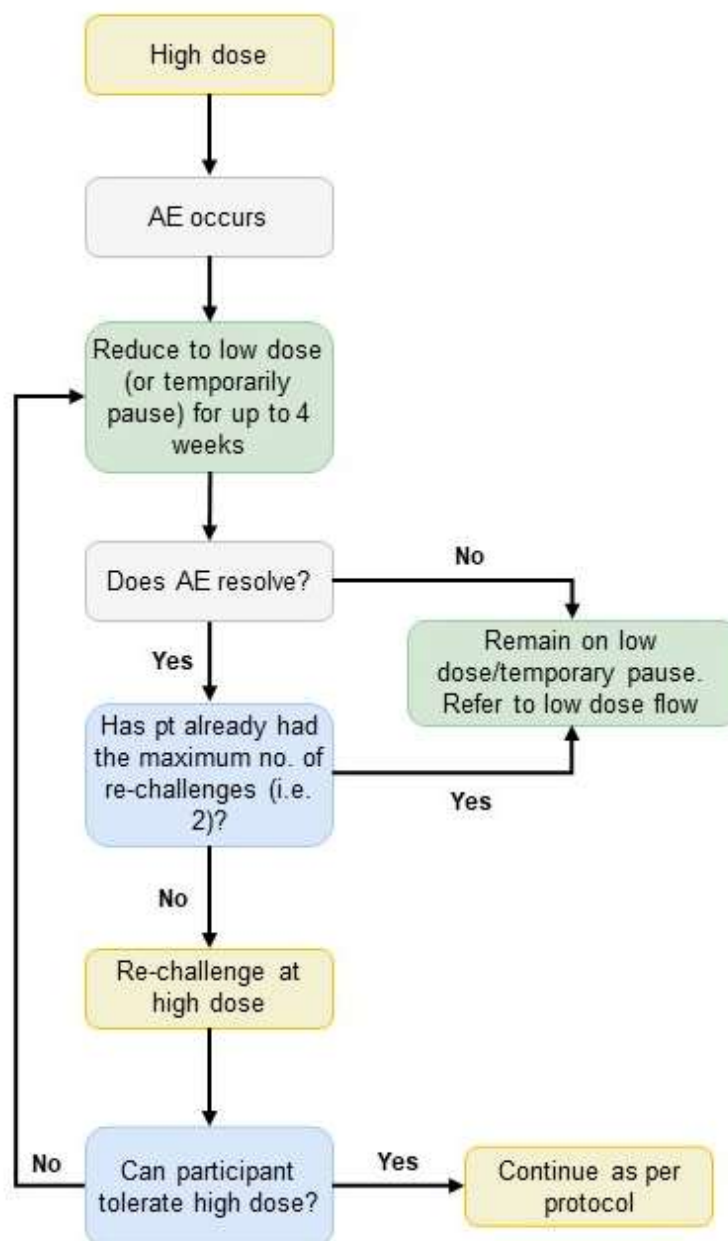 High dose
AE occurs
Reduce to low dose
(or temporarily
pause) for up to 4
weeks
Does AE resolve?
No
Yes
Remain on low
dose/temporary pause.
Refer to low dose flow
Has pt already had
the maximum no. of
re-challenges (i.e.
2)?
Yes
No
Re-challenge at
high dose
No
Can participant
tolerate high dose?
Yes
Continue as per
protocol